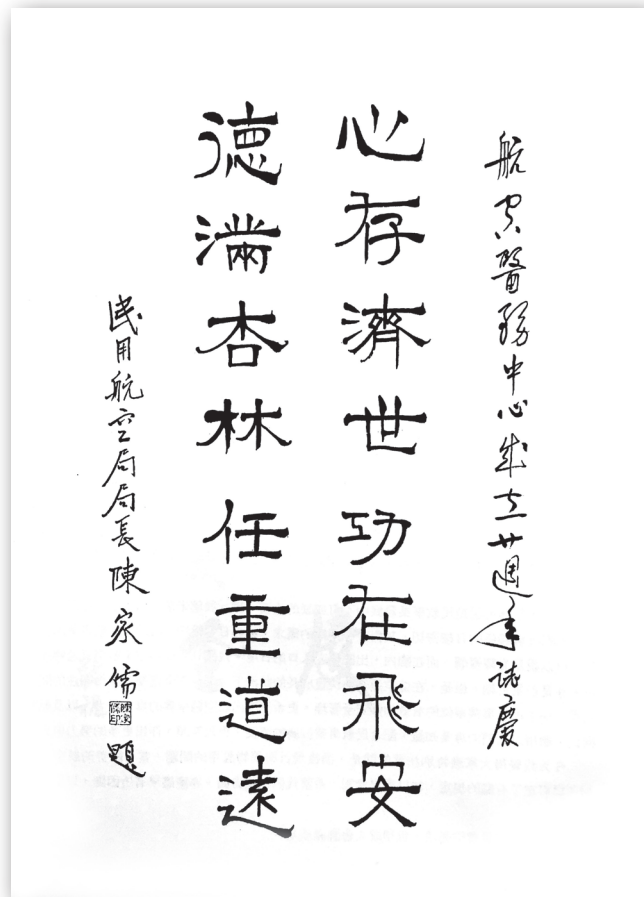 航空醫務中心成立廿週年誌慶
心存濟世功在飛安
德滿杏林任重道遠
民用航空局局長陳家儒題